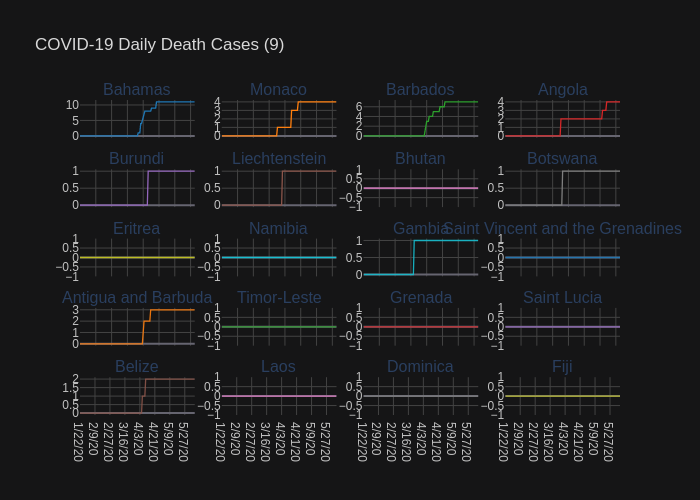 COVID-19 Daily Death Cases (9)
Bahamas Monaco Barbados Angola
10 5 0
4 3 2 1 0
6 4 2 0
4 3 2 1 0
Burundi Liechtenstein Bhutan Botswana
1 0.5 0
1 0.5 0
1 0.5 0 −0.5 −1
1 0.5 0
Eritrea Namibia Gambia Saint Vincent and the Grenadines
1 0.5 0 −0.5 −1
1 0.5 0 −0.5 −1
1 0.5 0
1 0.5 0 −0.5 −1
Antigua and Barbuda Timor-Leste Grenada Saint Lucia
3 2 1 0
1 0.5 0 −0.5 −1
1 0.5 0 −0.5 −1
1 0.5 0 −0.5 −1
Belize Laos Dominica Fiji
2 1.5 1 0.5 0
1 0.5 0 −0.5 −1
1 0.5 0 −0.5 −1
1 0.5 0 −0.5 −1
1/22/20 2/9/20 2/27/20 3/16/20 4/3/20 4/21/20 5/9/20 5/27/20
1/22/20 2/9/20 2/27/20 3/16/20 4/3/20 4/21/20 5/9/20 5/27/20
1/22/20 2/9/20 2/27/20 3/16/20 4/3/20 4/21/20 5/9/20 5/27/20
1/22/20 2/9/20 2/27/20 3/16/20 4/3/20 4/21/20 5/9/20 5/27/20